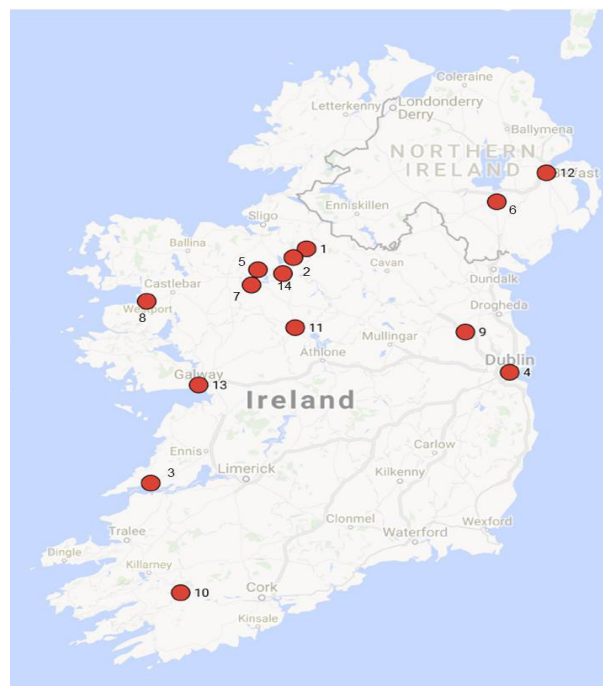 Coleraine
Letterkenny
Londonderry
Derry
Ballymena
NORTHERN
IRELAND
12
Enniskillen
6
Sligo
Ballina
1
5
2
Cavan
Castlebar
14
Dundalk
7
8
Drogheda
11
Mullingar
9
Athlone
Dublin
Galway
13
4
Ireland
Ennis
Carlow
Limerick
3
Kilkenny
Clonmel
Wexford
Tralee
Waterford
Dingle
Killarney
10
Cork
Kinsale